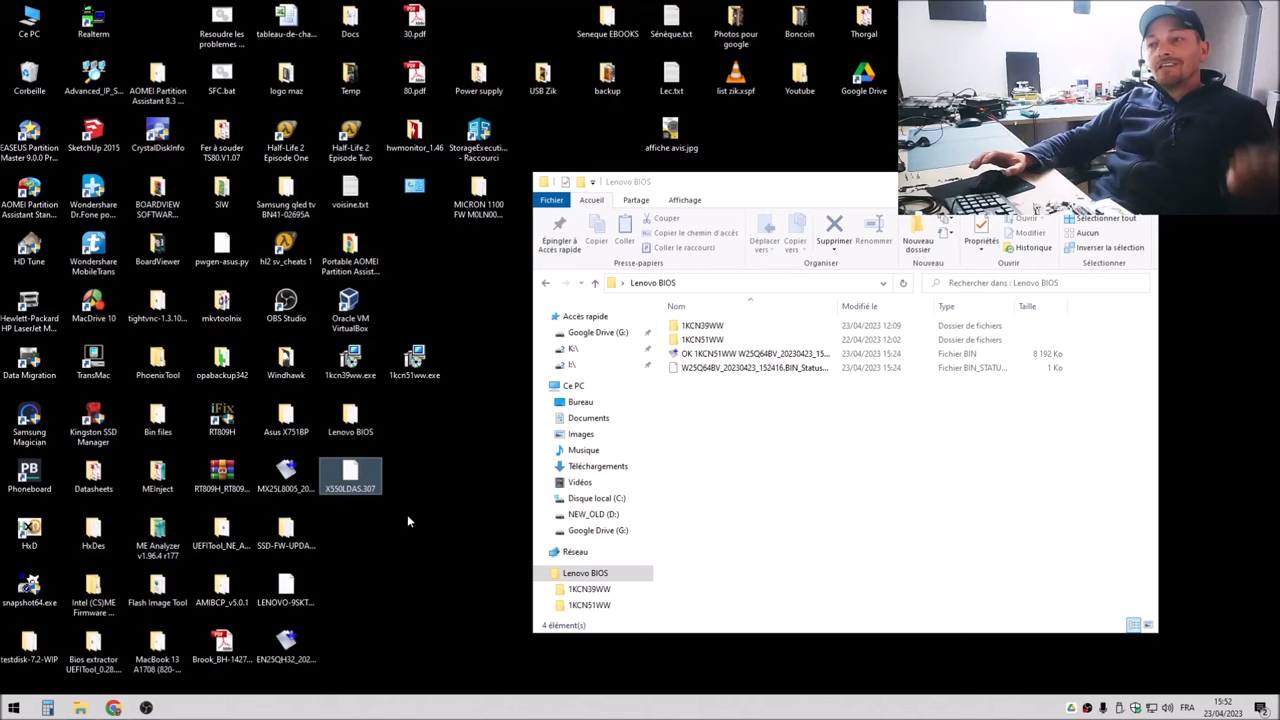 Ce PC
Realterm
Resoudre les
problemes ...
tableau-de-cha...
Docs
30.pdf
Seneque EBOOKS
Sénèque.txt
Photos pour
google
Boncoin
Thorgal
Corbeille
Advanced_IP_S...
AOMEI Partition
Assistant 8.3 ...
SFC.bat
logo maz
Temp
80.pdf
Power supply
USB Zik
backup
Lec.txt
list zik.xspf
Youtube
Google Drive
EASEUS Partition
Master 9.0.0 Pr...
SketchUp 2015
CrystalDiskInfo
Fer à souder
TS80.V1.07
Half-Life 2
Episode One
Half-Life 2
Episode Two
hwmonitor_1.46
StorageExecuti...
- Raccourci
affiche avis.jpg
AOMEI Partition
Assistant Stan...
Wondershare
Dr.Fone po...
BOARDVIEW
SOFTWAR...
SIW
Samsung qled tv
BN41-02695A
voisine.txt
MICRON 1100
FW M0LN00...
HD Tune
Wondershare
MobileTrans
BoardViewer
pwgen-asus.py
hl2 sv_cheats 1
Portable AOMEI
Partition Assist...
Hewlett-Packard
HP LaserJet M...
MacDrive 10
tightvnc-1.3.10...
mkvtoolnix
OBS Studio
Oracle VM
VirtualBox
Data Migration
TransMac
PhoenixTool
opabackup342
Windhawk
1kcn39ww.exe
1kcn51ww.exe
Samsung
Magician
Kingston SSD
Manager
Bin files
iFix
RT809H
Asus X751BP
Lenovo BIOS
PB
Phoneboard
Datasheets
MEInject
RT809H_RT809...
MX25L8005_20...
X550LDAS.307
HxD
HxDes
ME Analyzer
v1.96.4 r177
UEFITool_NE_A...
SSD-FW-UPDA...
snapshot64.exe
Intel (CS)ME
Firmware ...
Flash Image Tool
AMIBCP_v5.0.1
LENOVO-9SKT...
testdisk-7.2-WIP
Bios extractor
UEFITool_0.28....
MacBook 13
A1708 (820-...
Brook_BH-1427...
EN25QH32_202...
Lenovo BIOS
Fichier
Accueil
Partage
Affichage
Épingler à
Accès rapide
Copier
Coller
Couper
Copier le chemin d'accès
Coller le raccourci
Presse-papiers
Déplacer
vers
Copier
vers
Supprimer
Renommer
Organiser
Nouveau
dossier
Nouveau
Propriétés
Ouvrir
Modifier
Historique
Ouvrir
Sélectionner tout
Aucun
Inverser la sélection
Sélectionner
Lenovo BIOS
Rechercher dans : Lenovo BIOS
Nom
Modifié le
Type
Taille
1KCN39WW
23/04/2023 12:09
Dossier de fichiers
1KCN51WW
22/04/2023 12:02
Dossier de fichiers
OK 1KCN51WW W25Q64BV_20230423_15...
23/04/2023 15:24
Fichier BIN
8 192 Ko
W25Q64BV_20230423_152416.BIN_Status...
23/04/2023 15:24
Fichier BIN_STATU...
1 Ko
Accès rapide
Google Drive (G:)
K:\
I:\
Ce PC
Bureau
Documents
Images
Musique
Téléchargements
Vidéos
Disque local (C:)
NEW_OLD (D:)
Google Drive (G:)
Réseau
Lenovo BIOS
1KCN39WW
1KCN51WW
4 élément(s)
FRA
15:52
23/04/2023
2